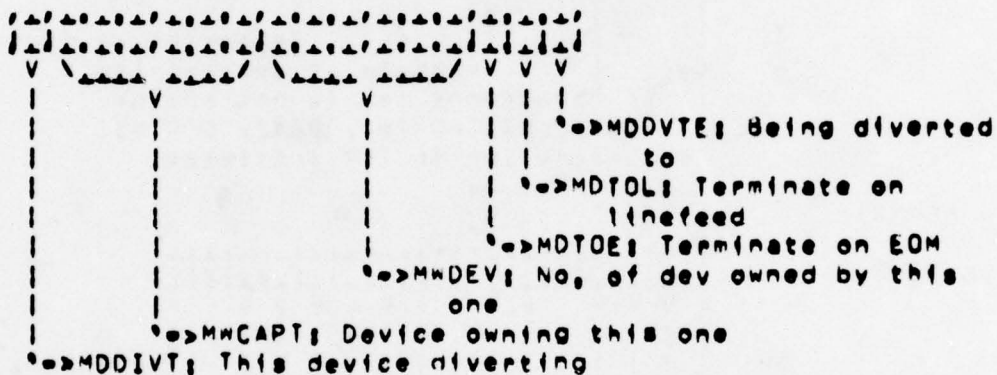 MDDVTE: Being diverted
to
MDTOL: Terminate on
linefeed
MDTOE: Terminate on EOM
MWDEV: No, of dev owned by this
one
MWCAPT: Device owning this one
MDDIVT: This device diverting